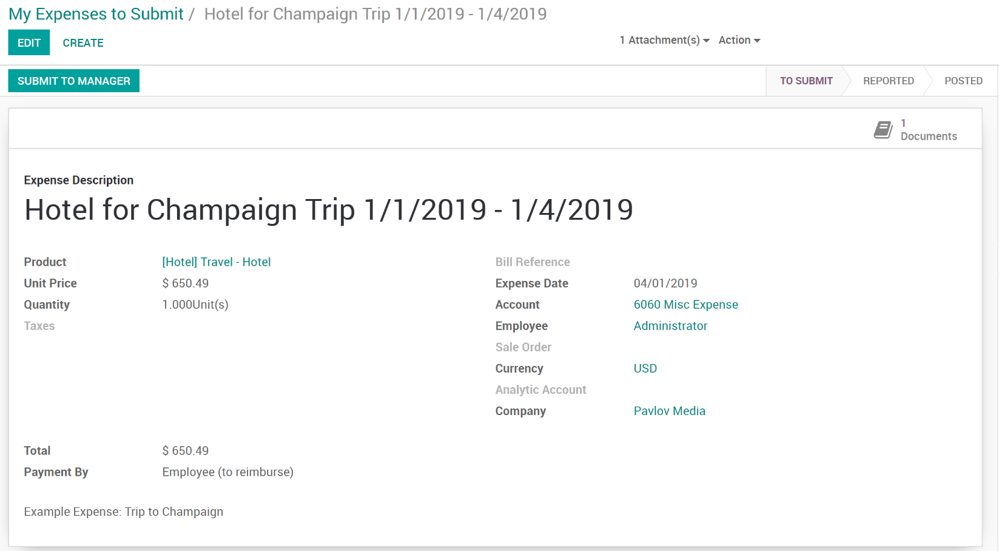 My Expenses to Submit / Hotel for Champaign Trip 1/1/2019 - 1/4/2019
EDIT CREATE 1 Attachment(s) Action
SUBMIT TO MANAGER TO SUBMIT REPORTED POSTED
1
Documents
Expense Description
Hotel for Champaign Trip 1/1/2019 - 1/4/2019
Product [Hotel] Travel - Hotel
Unit Price $ 650.49
Quantity 1.000Unit(s)
Taxes
Bill Reference
Expense Date 04/01/2019
Account 6060 Misc Expense
Employee Administrator
Sale Order
Currency USD
Analytic Account
Company Pavlov Media
Total $ 650.49
Payment By Employee (to reimburse)
Example Expense: Trip to Champaign